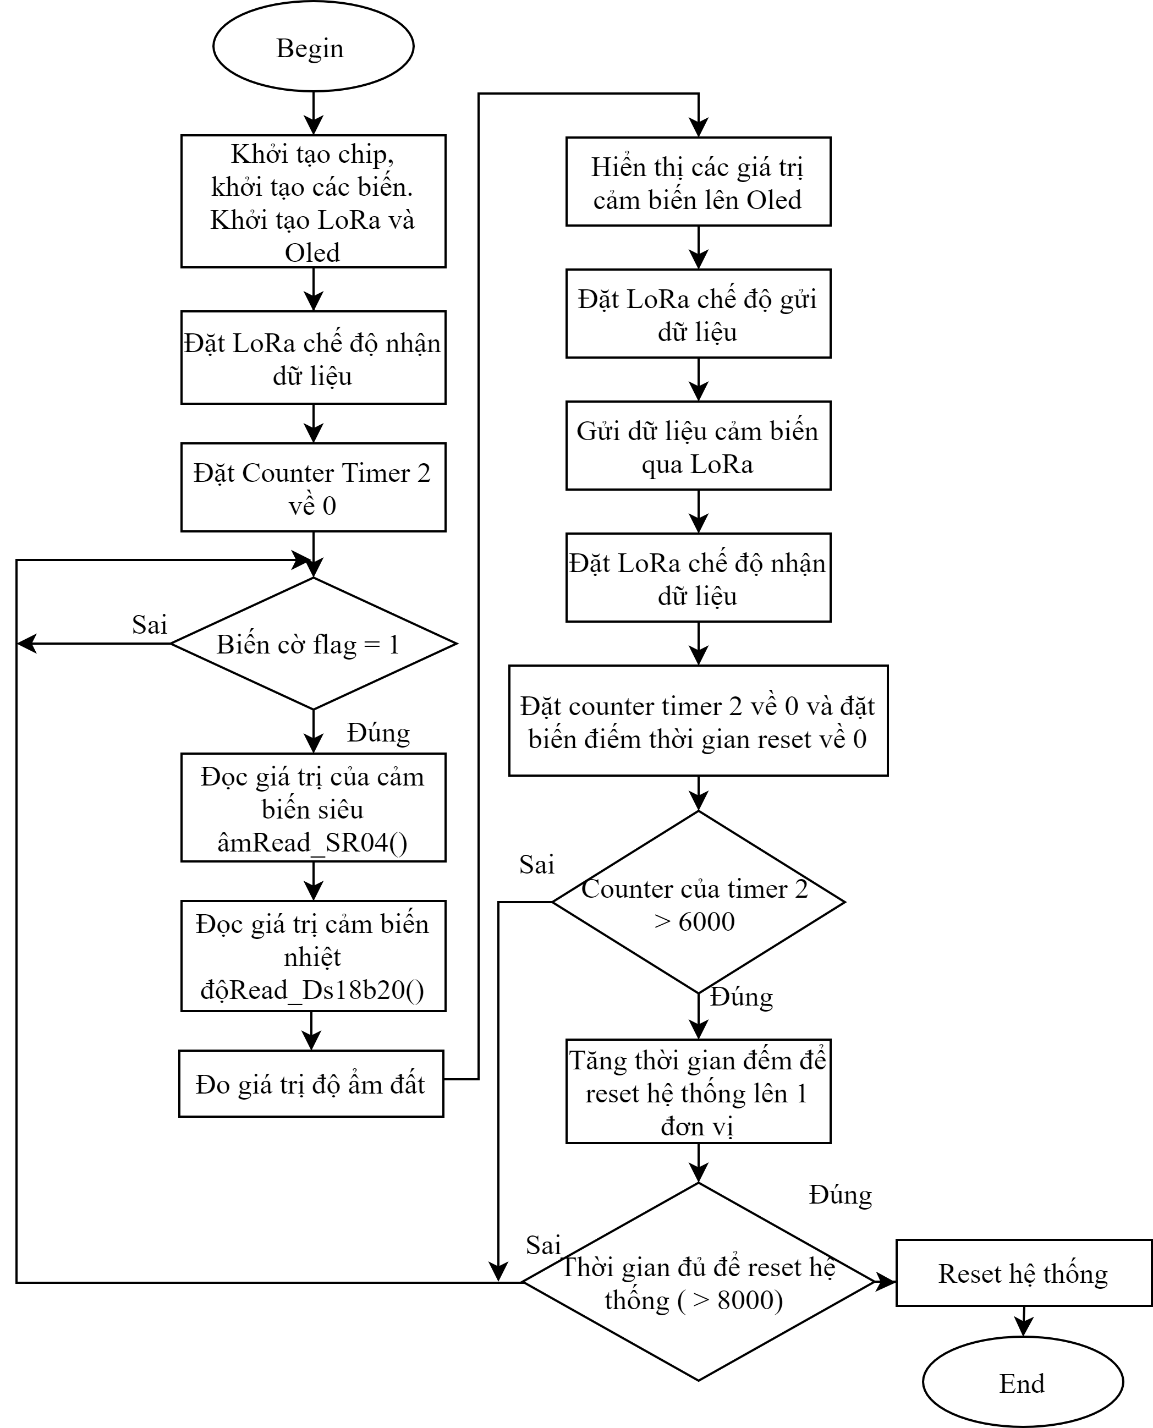 Begin
Khởi tạo chip,
khởi tạo các biến.
Khởi tạo LoRa và
Oled
Đặt LoRa chế độ nhận
dữ liệu
Đặt Counter Timer 2
về 0
Sai
Biến cờ flag = 1
Đúng
Đọc giá trị của cảm
biến siêu
âmRead_SR04()
Đọc giá trị cảm biến
nhiệt
độRead_Ds18b20()
Đo giá trị độ ẩm đất
Hiển thị các giá trị
cảm biến lên Oled
Đặt LoRa chế độ gửi
dữ liệu
Gửi dữ liệu cảm biến
qua LoRa
Đặt LoRa chế độ nhận
dữ liệu
Đặt counter timer 2 về 0 và đặt
biến điếm thời gian reset về 0
Sai
Counter của timer 2
> 6000
Đúng
Tăng thời gian đếm để
reset hệ thống lên 1
đơn vị
Đúng
Sai
Thời gian đủ để reset hệ
thống ( > 8000)
Reset hệ thống
End